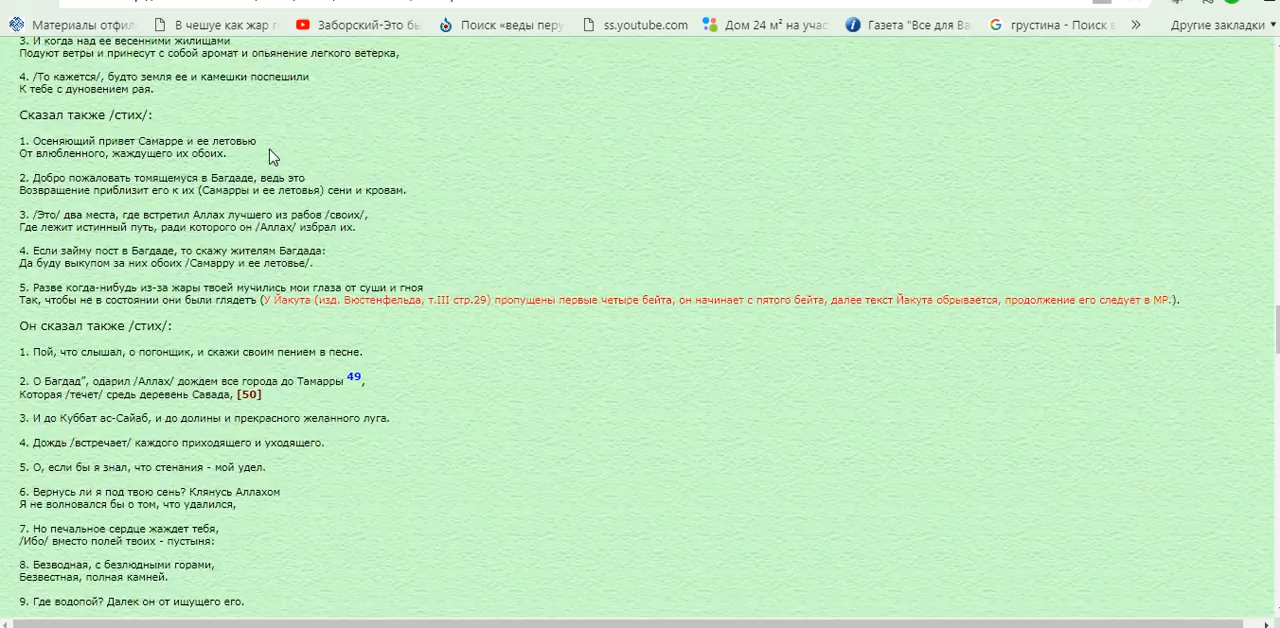 Материалы отфил
В чешуе как жар г
Заборский-Это бы
Поиск «веды перу
ss.youtube.com
Дом 24 м² на учас
Газета "Все для Ва
грустина - Поиск в
»
Другие закладки
3. И когда над ее весенними жилищами
Подуют ветры и принесут с собой аромат и опьянение легкого ветерка,
4. /То кажется/, будто земля ее и камешки поспешили
К тебе с дуновением рая.
Сказал также /стих/:
1. Осеняющий привет Самарре и ее летовью
От влюбленного, жаждущего их обоих.
2. Добро пожаловать томящемуся в Багдаде, ведь это
Возвращение приблизит его к их (Самарры и ее летовья) сени и кровам.
3. /Это/ два места, где встретил Аллах лучшего из рабов /своих/,
Где лежит истинный путь, ради которого он /Аллах/ избрал их.
4. Если займу пост в Багдаде, то скажу жителям Багдада:
Да буду выкупом за них обоих /Самарру и ее летовье/.
5. Разве когда-нибудь из-за жары твоей мучились мои глаза от суши и гноя
Так, чтобы не в состоянии они были глядеть (У Йакута (изд. Вюстенфельда, т.III стр.29) пропущены первые четыре бейта, он начинает с пятого бейта, далее текст Йакута обрывается, продолжение его следует в МР.).
Он сказал также /стих/:
1. Пой, что слышал, о погонщик, и скажи своим пением в песне.
2. О Багдад", одарил /Аллах/ дождем все города до Тамарры 49,
Которая /течет/ средь деревень Савада, [50]
3. И до Куббат ас-Сайаб, и до долины и прекрасного желанного луга.
4. Дождь /встречает/ каждого приходящего и уходящего.
5. О, если бы я знал, что стенания - мой удел.
6. Вернусь ли я под твою сень? Клянусь Аллахом
Я не волновался бы о том, что удалился,
7. Но печальное сердце жаждет тебя,
/Ибо/ вместо полей твоих - пустыня:
8. Безводная, с безлюдными горами,
Безвестная, полная камней.
9. Где водопой? Далек он от ищущего его.